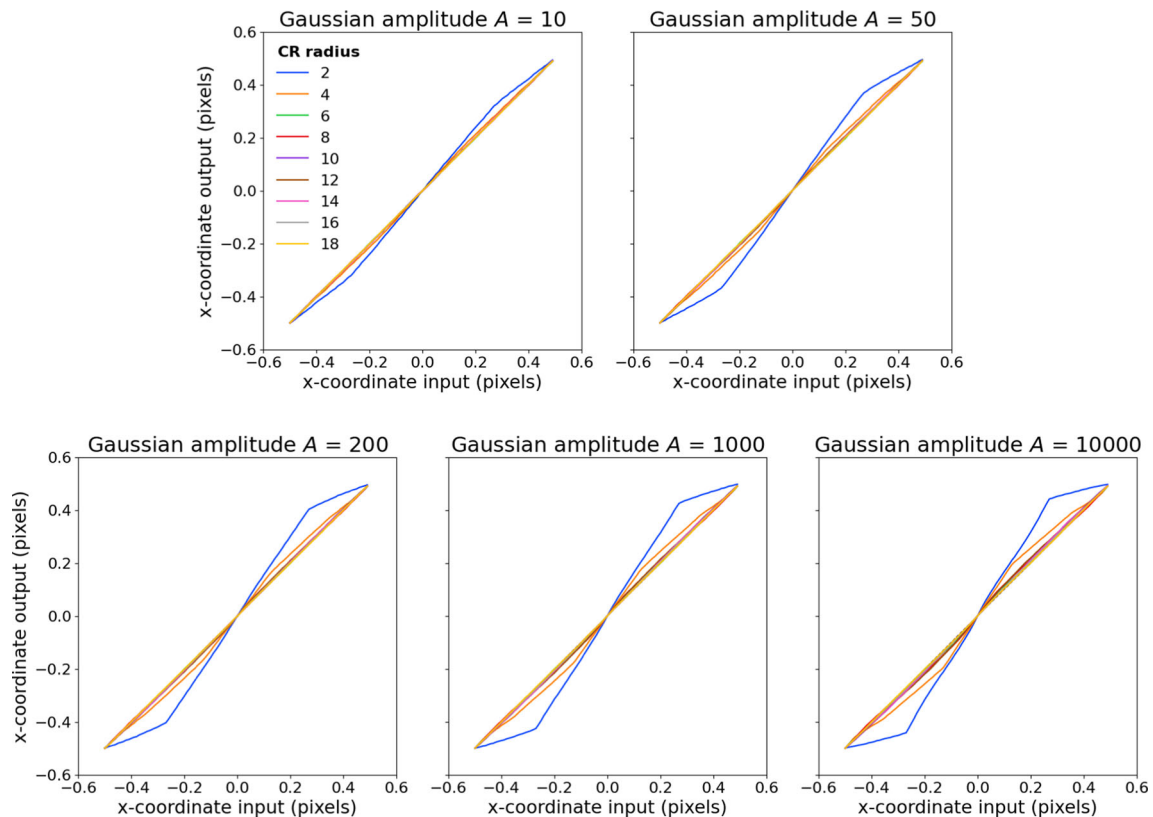 Gaussian amplitude A = 10
0.6
0.4
0.2
0.0
−0.2
−0.4
−0.6
x-coordinate output (pixels)
CR radius
2
4
6
8
10
12
14
16
18
−0.6 −0.4 −0.2 0.0 0.2 0.4 0.6
x-coordinate input (pixels)
Gaussian amplitude A = 50
−0.6 −0.4 −0.2 0.0 0.2 0.4 0.6
x-coordinate input (pixels)
Gaussian amplitude A = 200
0.6
0.4
0.2
0.0
−0.2
−0.4
−0.6
x-coordinate output (pixels)
−0.6 −0.4 −0.2 0.0 0.2 0.4 0.6
x-coordinate input (pixels)
Gaussian amplitude A = 1000
−0.6 −0.4 −0.2 0.0 0.2 0.4 0.6
x-coordinate input (pixels)
Gaussian amplitude A = 10000
−0.6 −0.4 −0.2 0.0 0.2 0.4 0.6
x-coordinate input (pixels)